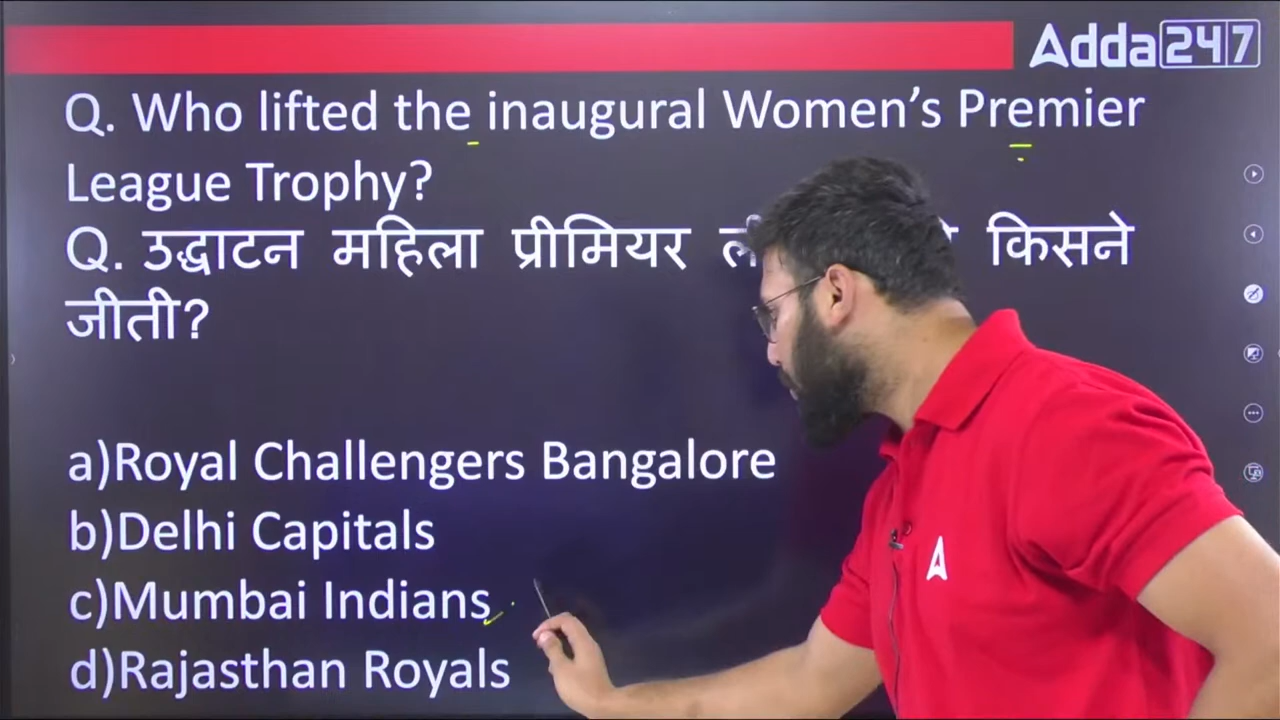 Adda247
Q. Who lifted the inaugural Women’s Premier
League Trophy?
Q. उद्घाटन महिला प्रीमियर किसने
जीती?
a)Royal Challengers Bangalore
b)Delhi Capitals
c)Mumbai Indians
d)Rajasthan Royals